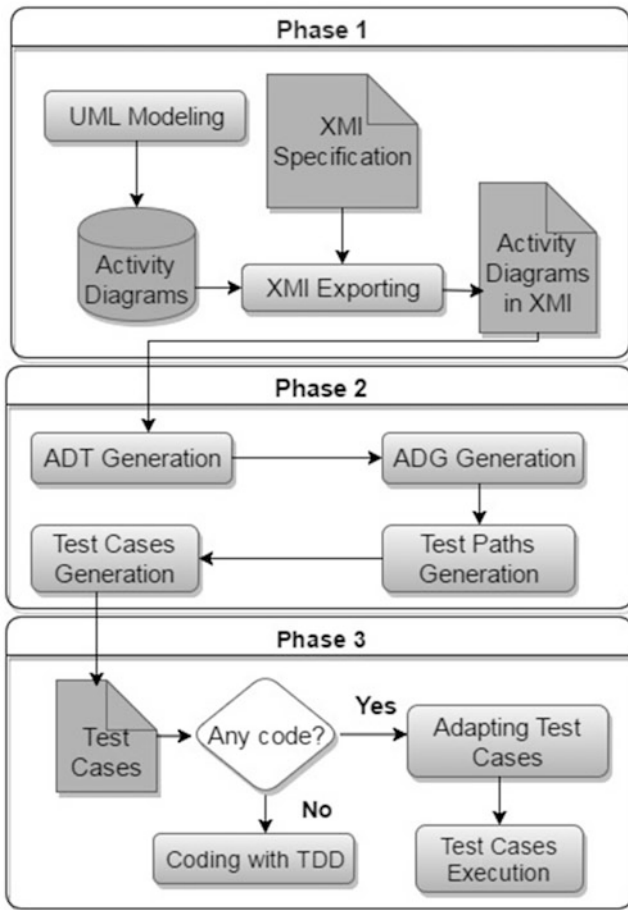 Phase 1
UML Modeling
XMI
Specification
Activity
Diagrams
XMI Exporting
Activity
Diagrams
in XMI
Phase 2
ADT Generation
ADG Generation
Test Cases
Generation
Test Paths
Generation
Phase 3
Test
Cases
Any code?
Yes
No
Adapting Test
Cases
Coding with TDD
Test Cases
Execution